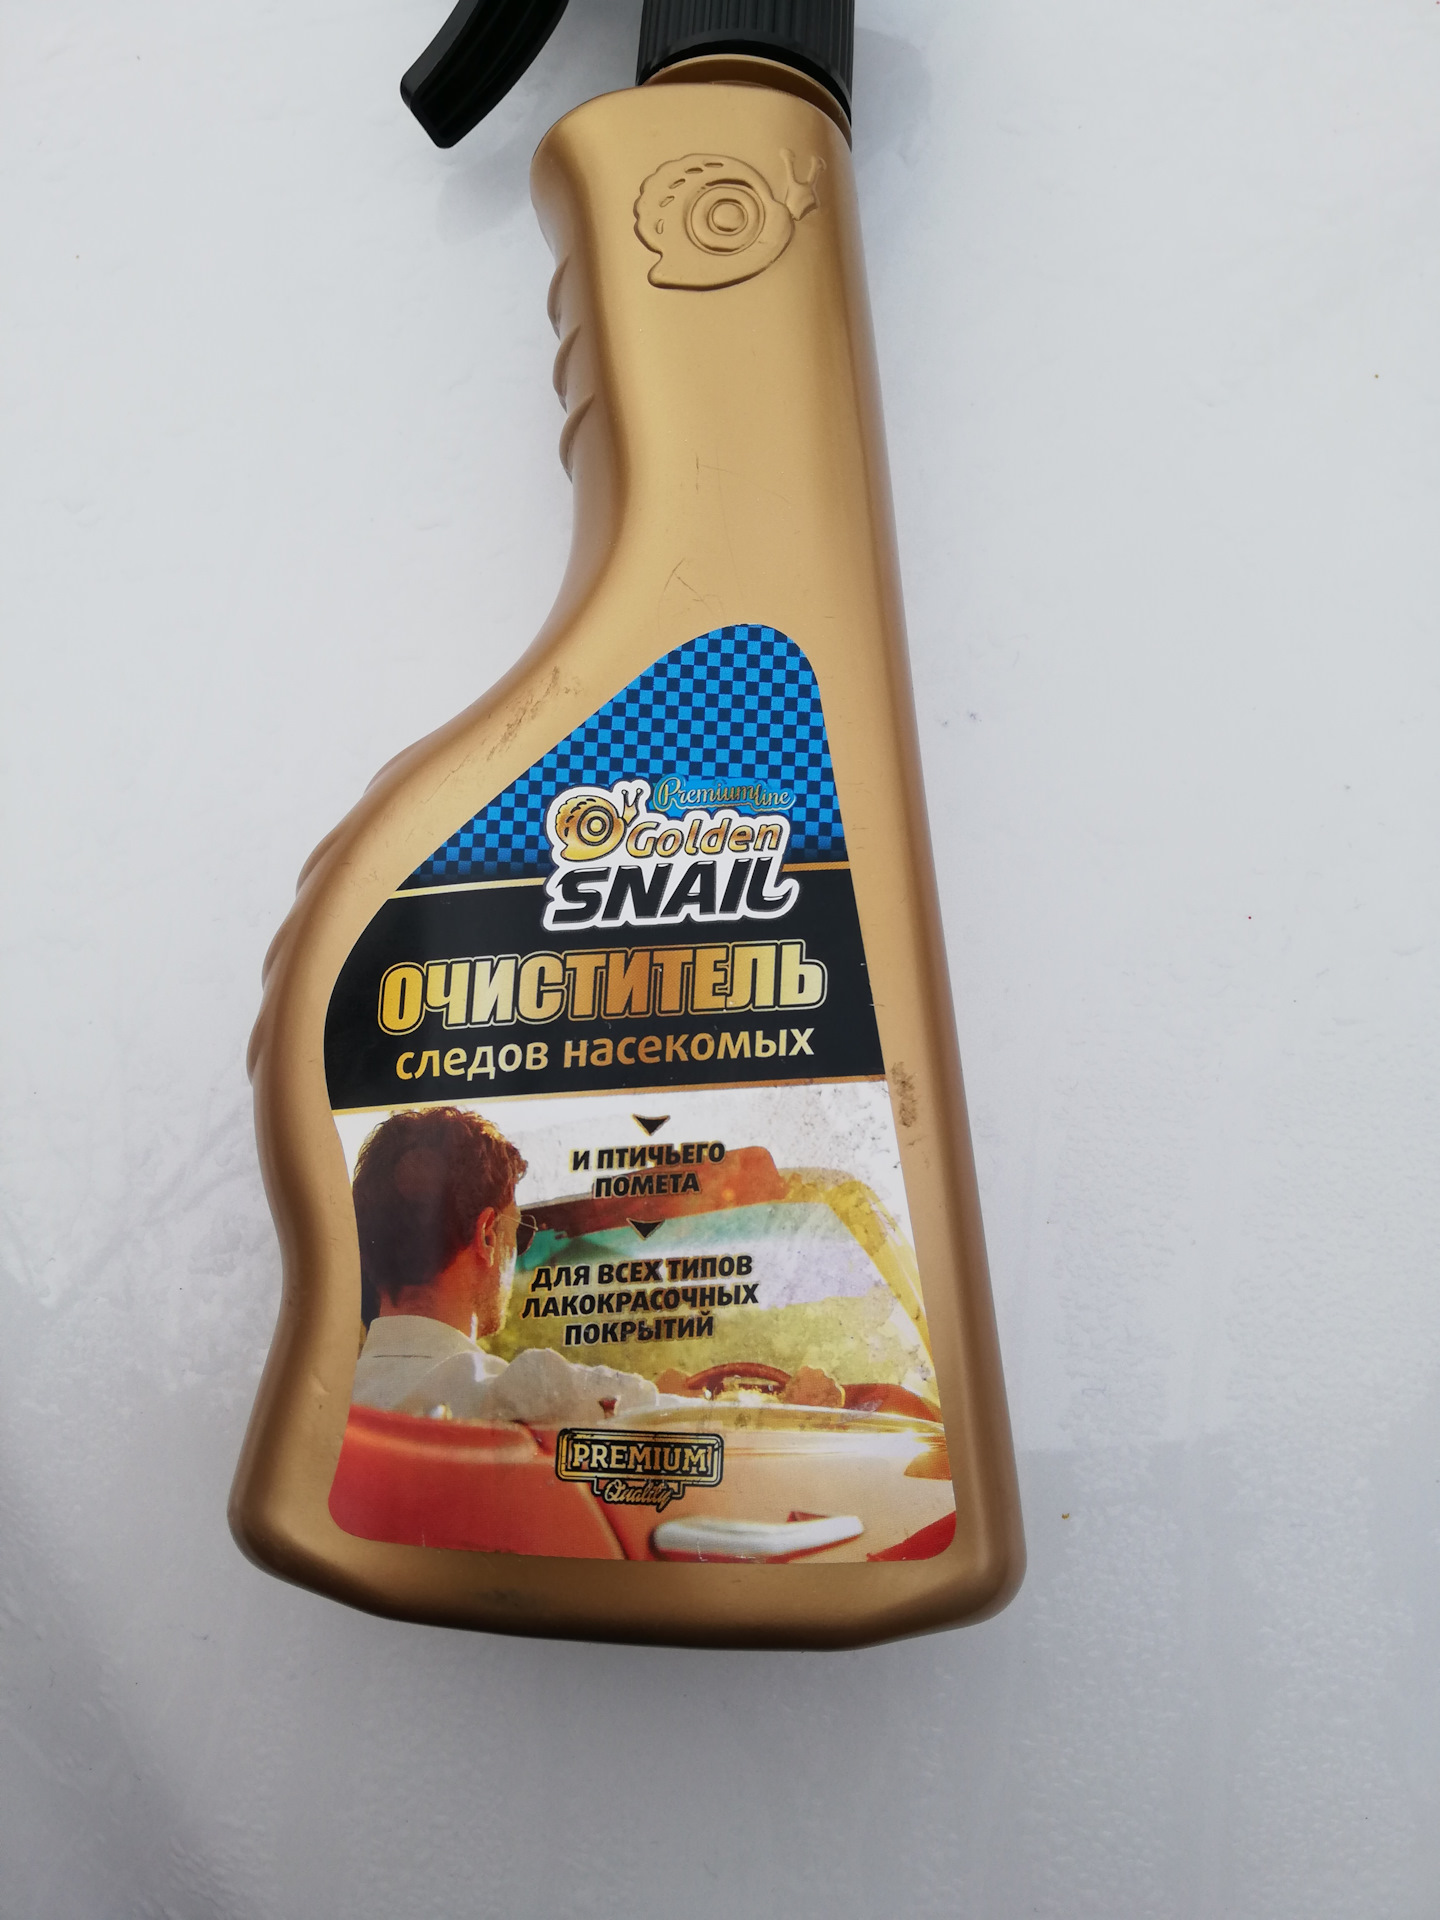 Premium line
Golden
SNAIL
ОЧИСТИТЕЛЬ
следов насекомых
И ПТИЧЬЕГО
ПОМЕТА
ДЛЯ ВСЕХ ТИПОВ
ЛАКОКРАСОЧНЫХ
ПОКРЫТИЙ
PREMIUM
Quality